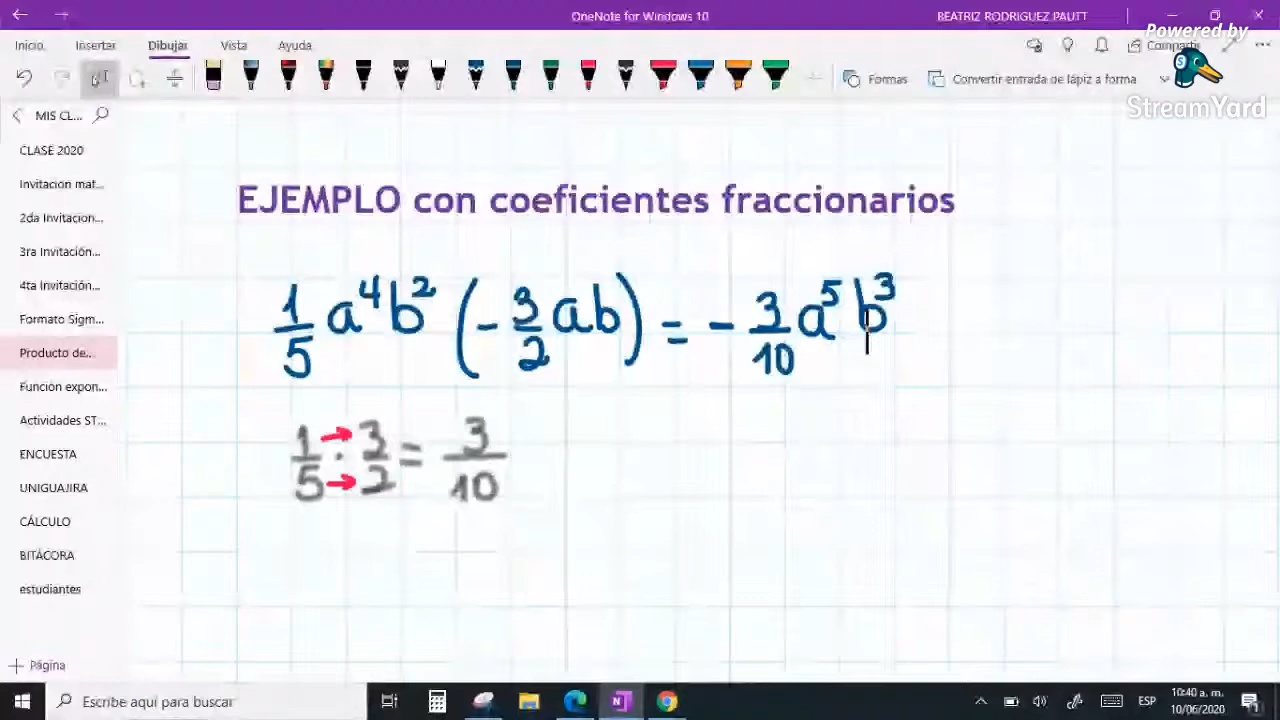 OneNote for Windows 10
BEATRIZ RODRIGUEZ PAUTT
Powered by
StreamYard
Inicio Insertar Dibujar Vista Ayuda
Compartir
Formas Convertir entrada de lápiz a forma
MIS CL...
CLASE 2020
Invitacion mat...
2da Invitacion...
3ra Invitación...
4ta Invitación...
Formato Sigm...
Producto de...
Función expon...
Actividades ST:...
ENCUESTA
UNIGUAJIRA
CÁLCULO
BITÁCORA
estudiantes
Página
EJEMPLO con coeficientes fraccionarios
1/5 a⁴b² (- 3/2 ab) = - 3/10 a⁵ b³
1/5 → · → 3/2 = 3/10
Escribe aquí para buscar
ESP
10:40 a. m.
10/06/2020